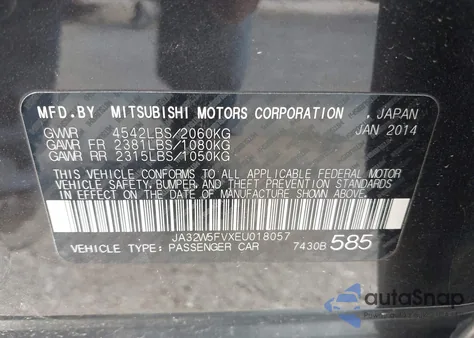 MFD.BY MITSUBISHI MOTORS CORPORATION, JAPAN
GVWR 4542LBS/2060KG JAN 2014
GAWR FR 2381LBS/1080KG
GAWR RR 2315LBS/1050KG
THIS VEHICLE CONFORMS TO ALL APPLICABLE FEDERAL MOTOR
VEHICLE SAFETY, BUMPER, AND THEFT PREVENTION STANDARDS
IN EFFECT ON THE DATE OF MANUFACTURE SHOWN ABOVE.
JA32W5FVXEU018057
VEHICLE TYPE: PASSENGER CAR 7430B 585
autoSnap